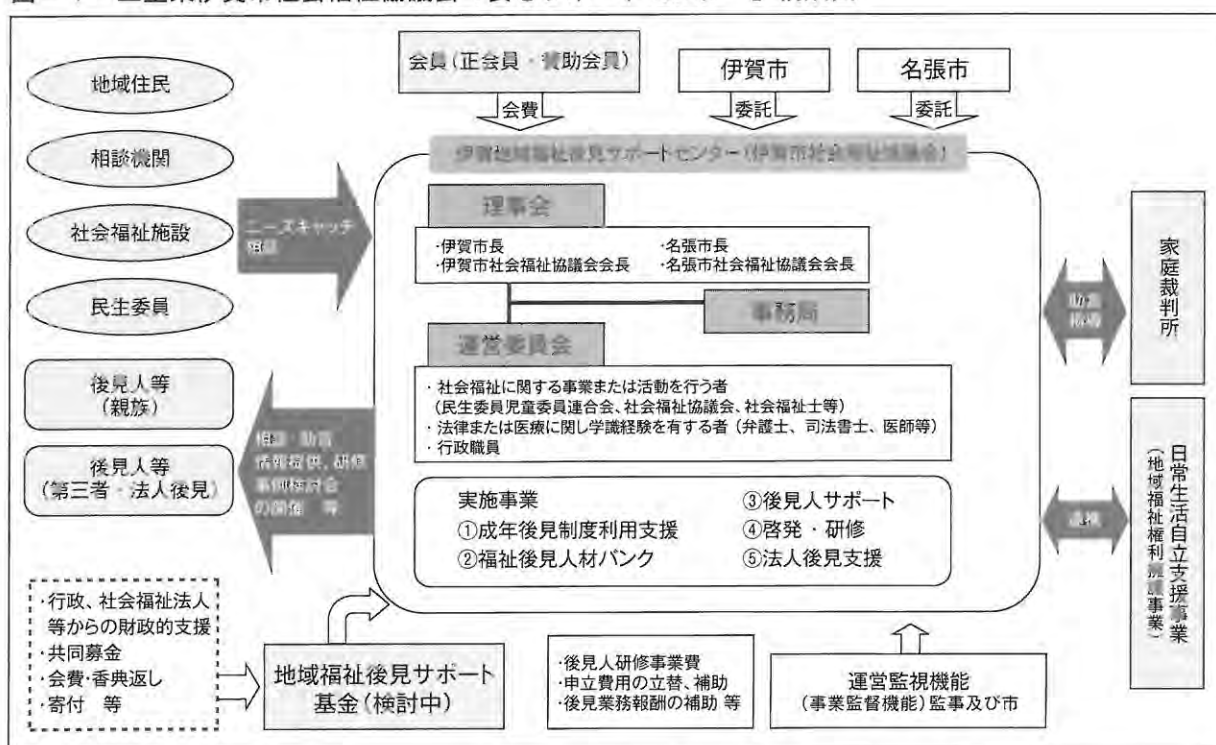 会員(正会員・賛助会員)
伊賀市
名張市
会費
委託
委託
地域住民
相談機関
社会福祉施設
民生委員
後見人等
(親族)
後見人等
(第三者・法人後見)
ニーズキャッチ
伊賀地域福祉後見サポートセンター(伊賀市社会福祉協議会)
理事会
・伊賀市長
・名張市長
・伊賀市社会福祉協議会会長
・名張市社会福祉協議会会長
事務局
運営委員会
・社会福祉に関する事業または活動を行う者
(民生委員児童委員連合会、社会福祉協議会、社会福祉士等)
・法律または医療に関し学識経験を有する者(弁護士、司法書士、医師等)
・行政職員
実施事業
①成年後見制度利用支援
②福祉後見人材バンク
③後見人サポート
④啓発・研修
⑤法人後見支援
相談・助言
情報提供、研修
事例検討会
の開催 等
家庭裁判所
連携
日常生活自立支援事業
(地域福祉権利擁護事業)
・行政、社会福祉法人
等からの財政的支援
・共同募金
・会費・香典返し
・寄付 等
地域福祉後見サポート
基金(検討中)
・後見人研修事業費
・申立費用の立替、補助
・後見業務報酬の補助 等
運営監視機能
(事業監督機能)監事及び市